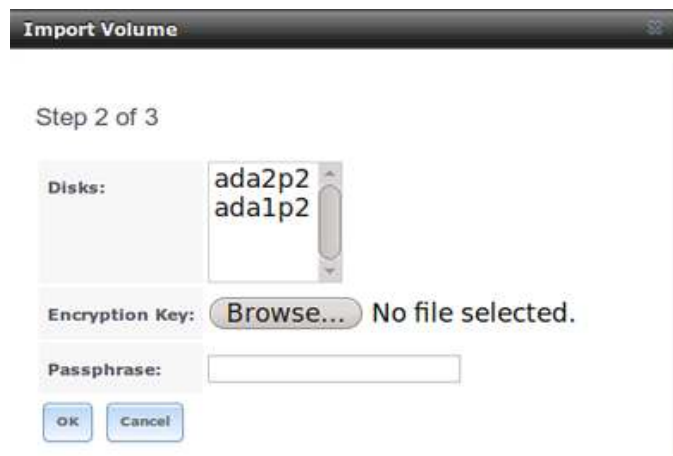 Import Volume
Step 2 of 3
Disks:
ada2p2
ada1p2
Encryption Key: Browse... No file selected.
Passphrase:
OK Cancel